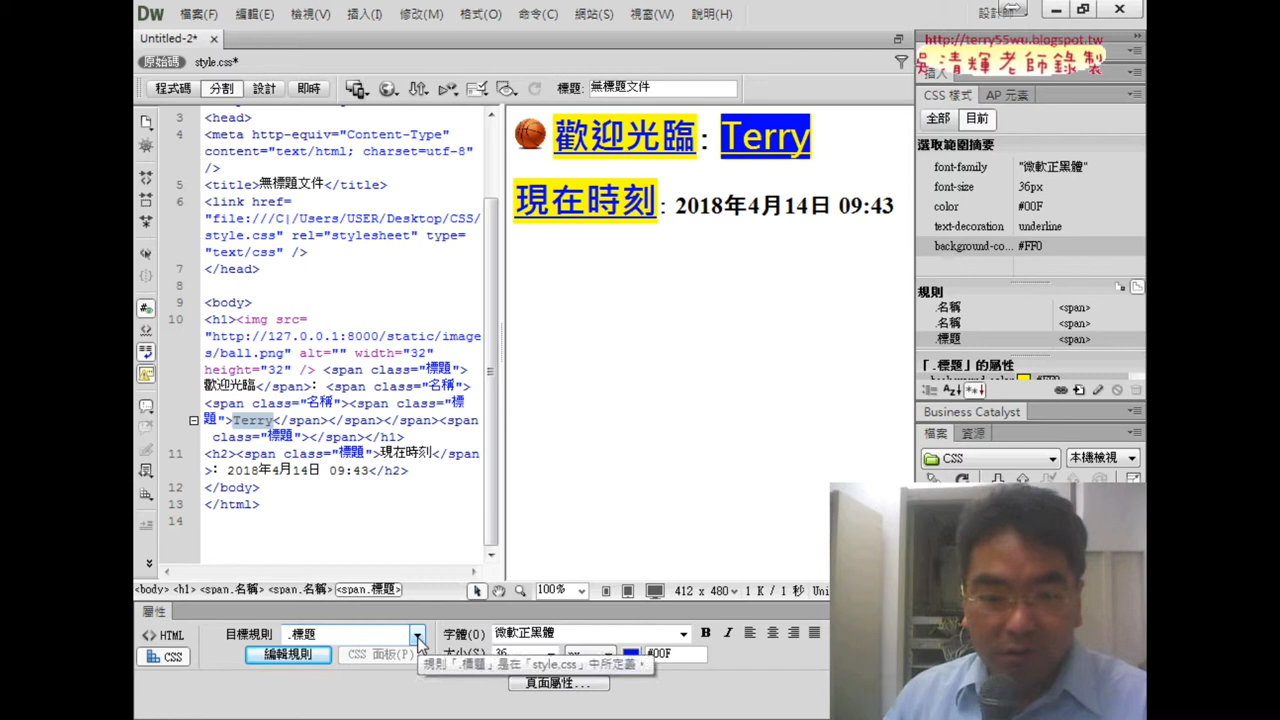 Dw 檔案(F) 編輯(E) 檢視(V) 插入(I) 修改(M) 格式(O) 命令(C) 網站(S) 視窗(W) 說明(H)
http://terry55wu.blogspot.tw
吳清輝老師錄製
Untitled-2* ×
原始碼 style.css*
程式碼 分割 設計 即時 標題: 無標題文件
3 <head>
4 <meta http-equiv="Content-Type"
content="text/html; charset=utf-8"
/>
5 <title>無標題文件</title>
6 <link href=
"file:///C|/Users/USER/Desktop/CSS/
style.css" rel="stylesheet" type=
"text/css" />
7 </head>
8
9 <body>
10 <h1><img src=
"http://127.0.0.1:8000/static/image
s/ball.png" alt="" width="32"
height="32" /> <span class="標題">
歡迎光臨</span>: <span class="名稱">
<span class="名稱"><span class="標
題">Terry</span></span></span><span
class="標題"></span></h1>
11 <h2><span class="標題">現在時刻</span
>: 2018年4月14日 09:43</h2>
12 </body>
13 </html>
14
歡迎光臨: Terry
現在時刻: 2018年4月14日 09:43
插入
CSS 樣式 AP 元素
全部 目前
選取範圍摘要
font-family "微軟正黑體"
font-size 36px
color #00F
text-decoration underline
background-co... #FF0
規則
.名稱 <span>
.名稱 <span>
.標題 <span>
「.標題」的屬性
Business Catalyst
檔案 資源
CSS 本機檢視
<body> <h1> <span.名稱> <span.名稱> <span.標題> 100% 412 x 480 1 K / 1 秒 Uni
屬性
<> HTML 目標規則 .標題 字體(O) 微軟正黑體 B I
CSS 編輯規則 CSS 面板(P) 大小(S) 36 px #00F
規則「.標題」是在「style.css」中所定義。
頁面屬性...